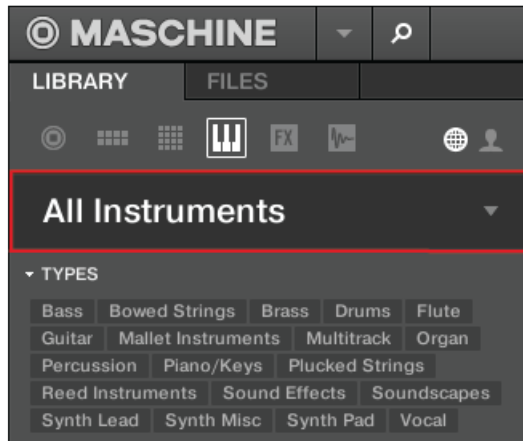 MASCHINE
LIBRARY FILES
FX
All Instruments
TYPES
Bass Bowed Strings Brass Drums Flute
Guitar Mallet Instruments Multitrack Organ
Percussion Piano/Keys Plucked Strings
Reed Instruments Sound Effects Soundscapes
Synth Lead Synth Misc Synth Pad Vocal